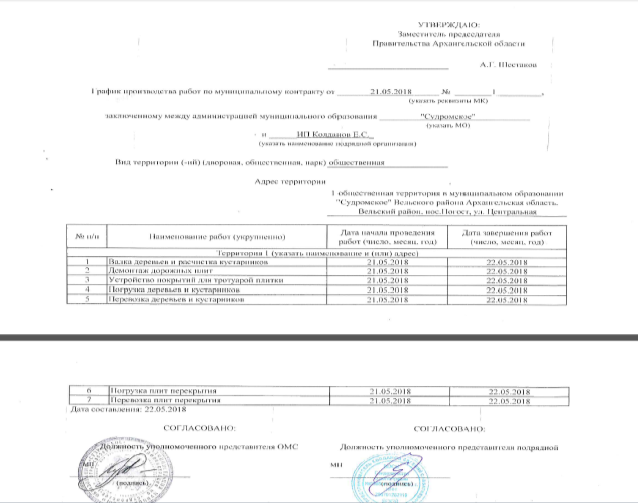 УТВЕРЖДАЮ:
Заместитель председателя
Правительства Архангельской области
А.Г. Шестаков
График производства работ по муниципальному контракту от 21.05.2018 № 1 ,
(указать реквизиты МК)
заключенному между администрацией муниципального образования "Судромское"
(указать МО)
и ИП Колданов Е.С.
(указать наименование подрядной организации)
Вид территории (-ий) (дворовая, общественная, парк) общественная
Адрес территории
1 общественная территория в муниципальном образовании
"Судромское" Вельского района Архангельская область,
Вельский район, пос.Погост, ул. Центральная
№ п/п Наименование работ (укрупненно) Дата начала проведения работ (число, месяц, год) Дата завершения работ (число, месяц, год)
Территория 1 (указать наименование и (или) адрес)
1 Валка деревьев и расчистка кустарников 21.05.2018 22.05.2018
2 Демонтаж дорожных плит 21.05.2018 22.05.2018
3 Устройство покрытий для тротуарой плитки 21.05.2018 22.05.2018
4 Погрузка деревьев и кустарников 21.05.2018 22.05.2018
5 Перевозка деревьев и кустарников 21.05.2018 22.05.2018
6 Погрузка плит перекрытия 21.05.2018 22.05.2018
7 Перевозка плит перекрытия 21.05.2018 22.05.2018
Дата составления: 22.05.2018
СОГЛАСОВАНО: СОГЛАСОВАНО:
Должность уполномоченного представителя ОМС Должность уполномоченного представителя подрядной
МП МП
(подпись) (подпись)